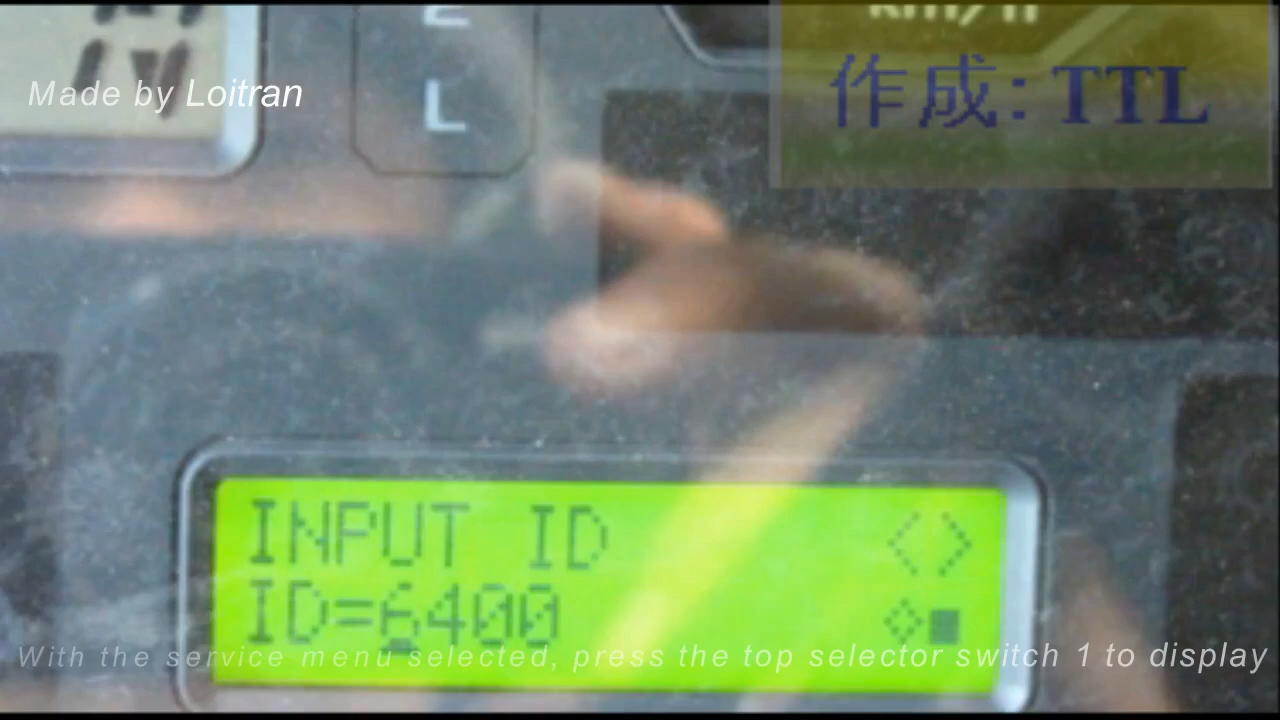 km/h
作成: TTL
E
L
Made by Loitran
INPUT ID <>
ID=6400 ◇■
With the service menu selected, press the top selector switch 1 to display